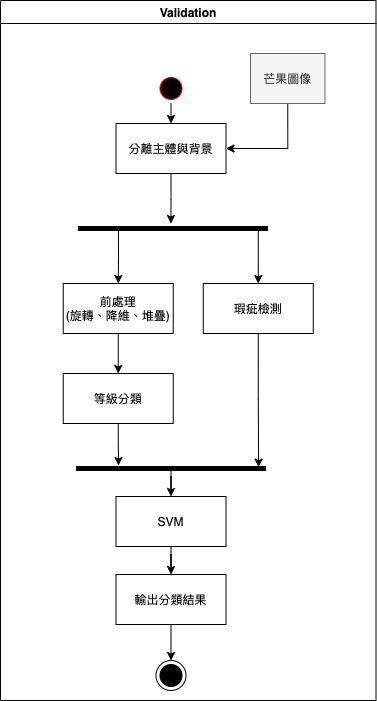 Validation
芒果圖像
分離主體與背景
前處理
(旋轉、降維、堆疊)
瑕疵檢測
等級分類
SVM
輸出分類結果